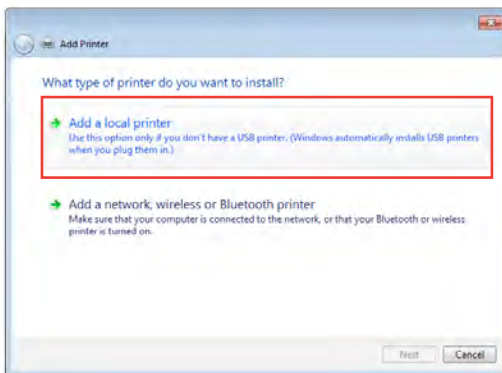 Add Printer
What type of printer do you want to install?
Add a local printer
Use this option only if you don't have a USB printer. (Windows automatically installs USB printers
when you plug them in.)
Add a network, wireless or Bluetooth printer
Make sure that your computer is connected to the network, or that your Bluetooth or wireless
printer is turned on.
Next Cancel